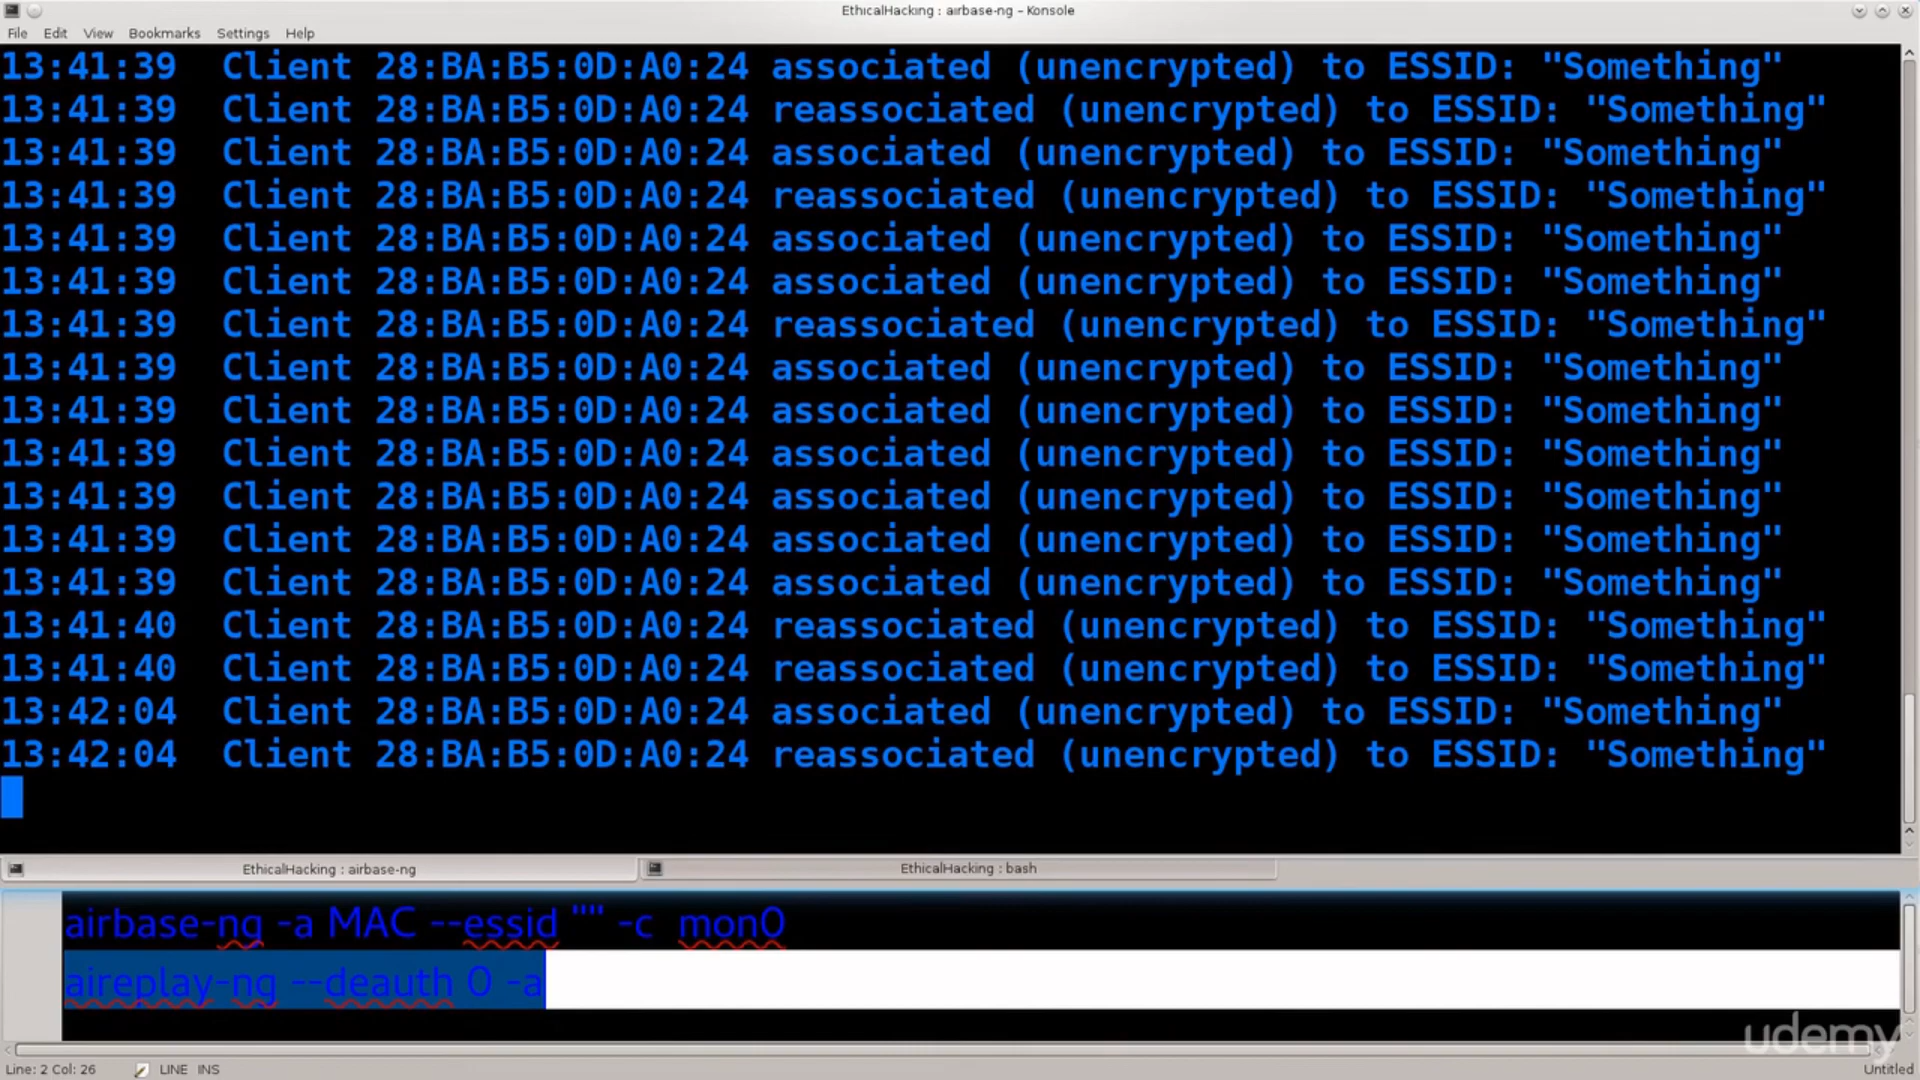 EthicalHacking : airbase-ng – Konsole
File Edit View Bookmarks Settings Help
13:41:39 Client 28:BA:B5:0D:A0:24 associated (unencrypted) to ESSID: "Something"
13:41:39 Client 28:BA:B5:0D:A0:24 reassociated (unencrypted) to ESSID: "Something"
13:41:39 Client 28:BA:B5:0D:A0:24 associated (unencrypted) to ESSID: "Something"
13:41:39 Client 28:BA:B5:0D:A0:24 reassociated (unencrypted) to ESSID: "Something"
13:41:39 Client 28:BA:B5:0D:A0:24 associated (unencrypted) to ESSID: "Something"
13:41:39 Client 28:BA:B5:0D:A0:24 associated (unencrypted) to ESSID: "Something"
13:41:39 Client 28:BA:B5:0D:A0:24 reassociated (unencrypted) to ESSID: "Something"
13:41:39 Client 28:BA:B5:0D:A0:24 associated (unencrypted) to ESSID: "Something"
13:41:39 Client 28:BA:B5:0D:A0:24 associated (unencrypted) to ESSID: "Something"
13:41:39 Client 28:BA:B5:0D:A0:24 associated (unencrypted) to ESSID: "Something"
13:41:39 Client 28:BA:B5:0D:A0:24 associated (unencrypted) to ESSID: "Something"
13:41:39 Client 28:BA:B5:0D:A0:24 associated (unencrypted) to ESSID: "Something"
13:41:39 Client 28:BA:B5:0D:A0:24 associated (unencrypted) to ESSID: "Something"
13:41:40 Client 28:BA:B5:0D:A0:24 reassociated (unencrypted) to ESSID: "Something"
13:41:40 Client 28:BA:B5:0D:A0:24 reassociated (unencrypted) to ESSID: "Something"
13:42:04 Client 28:BA:B5:0D:A0:24 associated (unencrypted) to ESSID: "Something"
13:42:04 Client 28:BA:B5:0D:A0:24 reassociated (unencrypted) to ESSID: "Something"
EthicalHacking : airbase-ng EthicalHacking : bash
airbase-ng -a MAC --essid "" -c mon0
aireplay-ng --deauth 0 -a
udemy
Line: 2 Col: 26 LINE INS Untitled